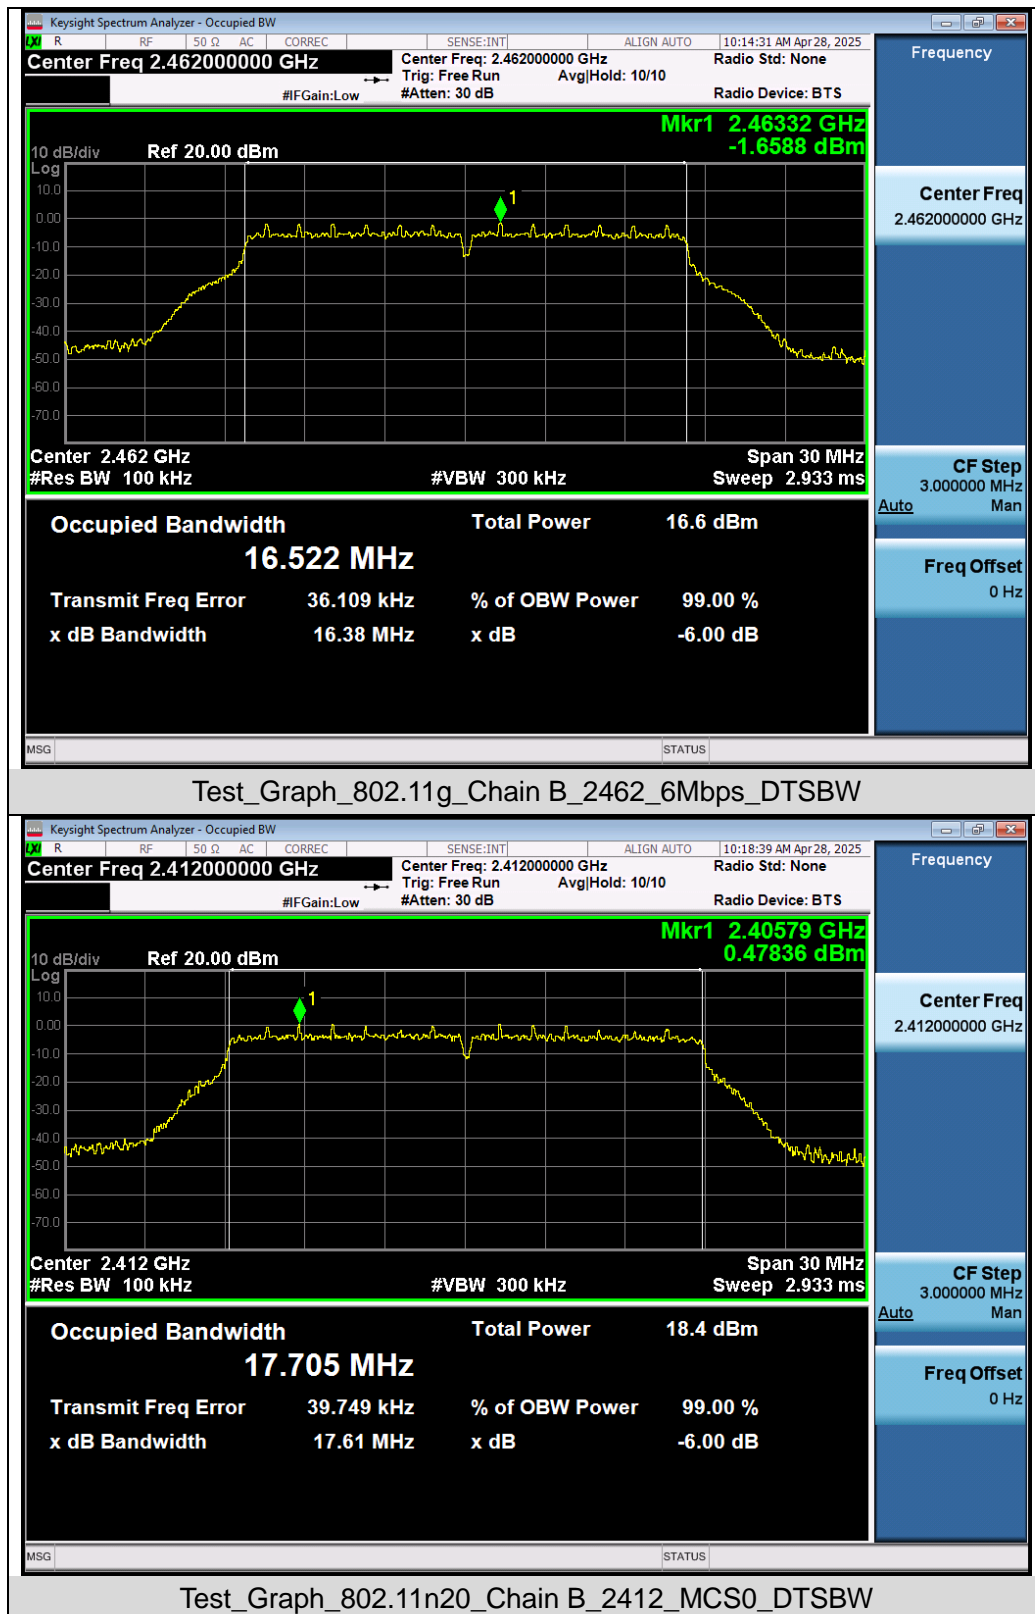 Keysight Spectrum Analyzer - Occupied BW
LXI R RF 50 Ω AC CORREC SENSE:INT ALIGN AUTO 10:14:31 AM Apr 28, 2025
Center Freq 2.462000000 GHz
Center Freq: 2.462000000 GHz Radio Std: None
Trig: Free Run Avg|Hold: 10/10
#IFGain:Low #Atten: 30 dB Radio Device: BTS
Mkr1 2.46332 GHz
-1.6588 dBm
10 dB/div Ref 20.00 dBm
Log
10.0
0.00
-10.0
-20.0
-30.0
-40.0
-50.0
-60.0
-70.0
1
Center 2.462 GHz Span 30 MHz
#Res BW 100 kHz #VBW 300 kHz Sweep 2.933 ms
Occupied Bandwidth Total Power 16.6 dBm
16.522 MHz
Transmit Freq Error 36.109 kHz % of OBW Power 99.00 %
x dB Bandwidth 16.38 MHz x dB -6.00 dB
MSG STATUS
Frequency
Center Freq
2.462000000 GHz
CF Step
3.000000 MHz
Auto Man
Freq Offset
0 Hz
Test_Graph_802.11g_Chain B_2462_6Mbps_DTSBW
Keysight Spectrum Analyzer - Occupied BW
LXI R RF 50 Ω AC CORREC SENSE:INT ALIGN AUTO 10:18:39 AM Apr 28, 2025
Center Freq 2.412000000 GHz
Center Freq: 2.412000000 GHz Radio Std: None
Trig: Free Run Avg|Hold: 10/10
#IFGain:Low #Atten: 30 dB Radio Device: BTS
Mkr1 2.40579 GHz
0.47836 dBm
10 dB/div Ref 20.00 dBm
Log
10.0
0.00
-10.0
-20.0
-30.0
-40.0
-50.0
-60.0
-70.0
1
Center 2.412 GHz Span 30 MHz
#Res BW 100 kHz #VBW 300 kHz Sweep 2.933 ms
Occupied Bandwidth Total Power 18.4 dBm
17.705 MHz
Transmit Freq Error 39.749 kHz % of OBW Power 99.00 %
x dB Bandwidth 17.61 MHz x dB -6.00 dB
MSG STATUS
Frequency
Center Freq
2.412000000 GHz
CF Step
3.000000 MHz
Auto Man
Freq Offset
0 Hz
Test_Graph_802.11n20_Chain B_2412_MCS0_DTSBW